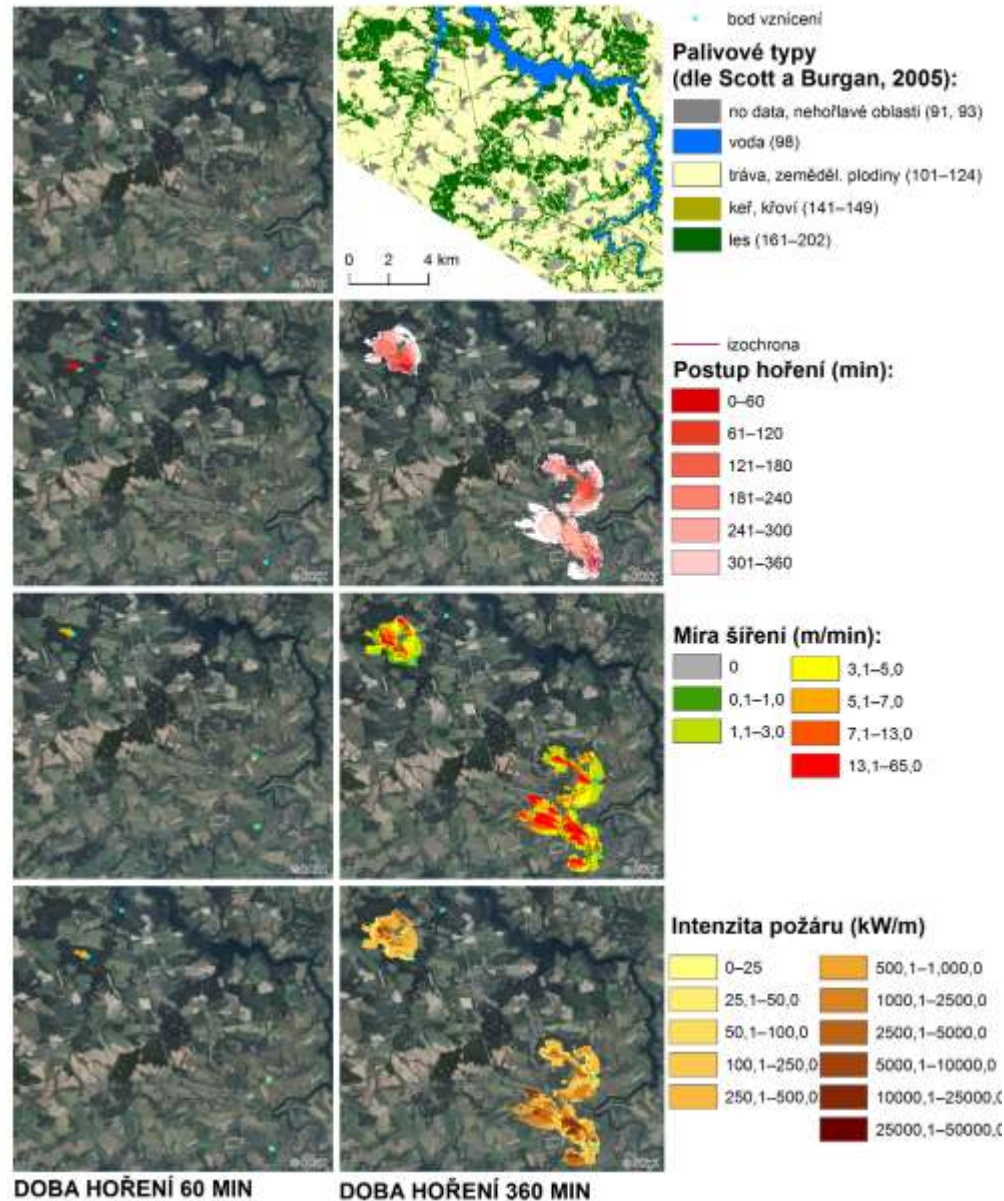 bod vznícení
Palivové typy
(dle Scott a Burgan, 2005):
no data, nehořlavé oblasti (91, 93)
voda (98)
tráva, zeměděl. plodiny (101–124)
keř, křoví (141–149)
les (161–202)
0 2 4 km
izochrona
Postup hoření (min):
0–60
61–120
121–180
181–240
241–300
301–360
Míra šíření (m/min):
0
0,1–1,0
1,1–3,0
3,1–5,0
5,1–7,0
7,1–13,0
13,1–65,0
Intenzita požáru (kW/m)
0–25
25,1–50,0
50,1–100,0
100,1–250,0
250,1–500,0
500,1–1,000,0
1000,1–2500,0
2500,1–5000,0
5000,1–10000,0
10000,1–25000,0
25000,1–50000,0
DOBA HOŘENÍ 60 MIN
DOBA HOŘENÍ 360 MIN